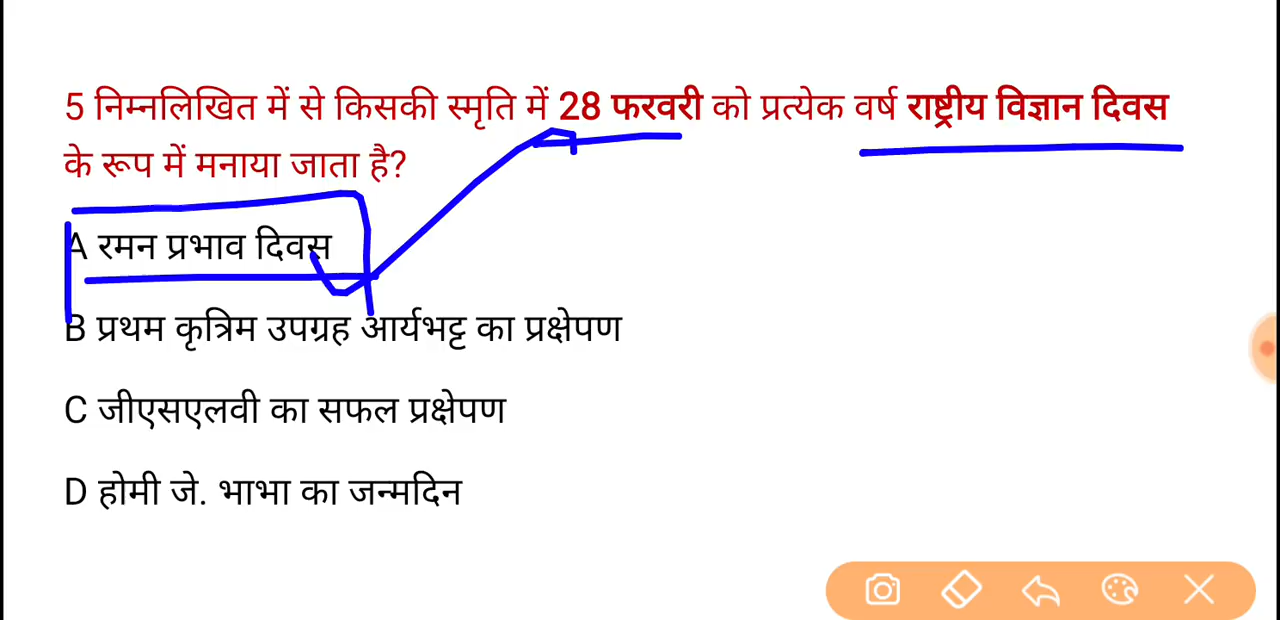 5 निम्नलिखित में से किसकी स्मृति में 28 फरवरी को प्रत्येक वर्ष राष्ट्रीय विज्ञान दिवस
के रूप में मनाया जाता है?
A रमन प्रभाव दिवस
B प्रथम कृत्रिम उपग्रह आर्यभट्ट का प्रक्षेपण
C जीएसएलवी का सफल प्रक्षेपण
D होमी जे. भाभा का जन्मदिन